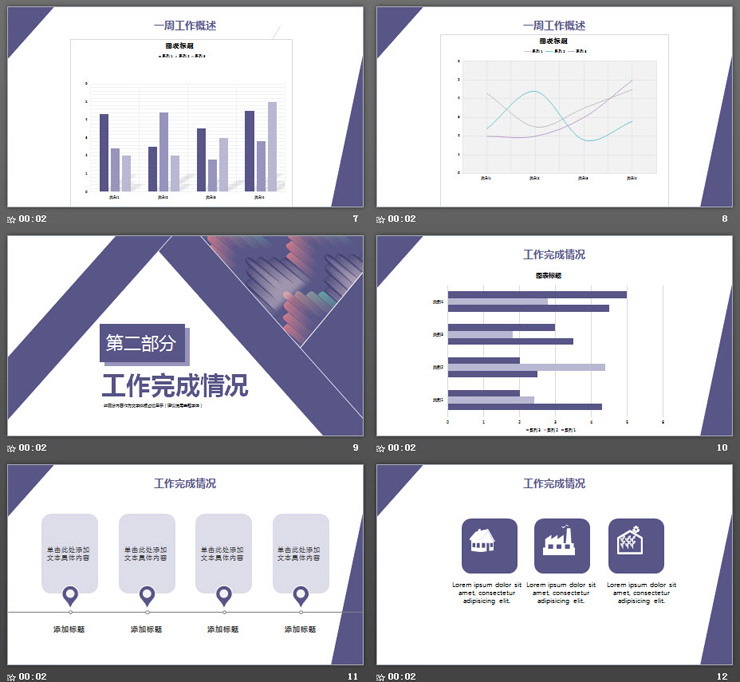 一周工作概述
图表标题
系列1 系列2 系列3
类别1 类别2 类别3 类别4
00:02
7
一周工作概述
图表标题
系列1 系列2 系列3
类别1 类别2 类别3 类别4
00:02
8
第二部分
工作完成情况
00:02
9
工作完成情况
图表标题
类别4
类别3
类别2
类别1
0 1 2 3 4 5 6
系列3 系列2 系列1
00:02
10
工作完成情况
单击此处添加
文本具体内容
单击此处添加
文本具体内容
单击此处添加
文本具体内容
单击此处添加
文本具体内容
添加标题
添加标题
添加标题
添加标题
00:02
11
工作完成情况
Lorem ipsum dolor sit
amet, consectetur
adipisicing elit.
Lorem ipsum dolor sit
amet, consectetur
adipisicing elit.
Lorem ipsum dolor sit
amet, consectetur
adipisicing elit.
00:02
12